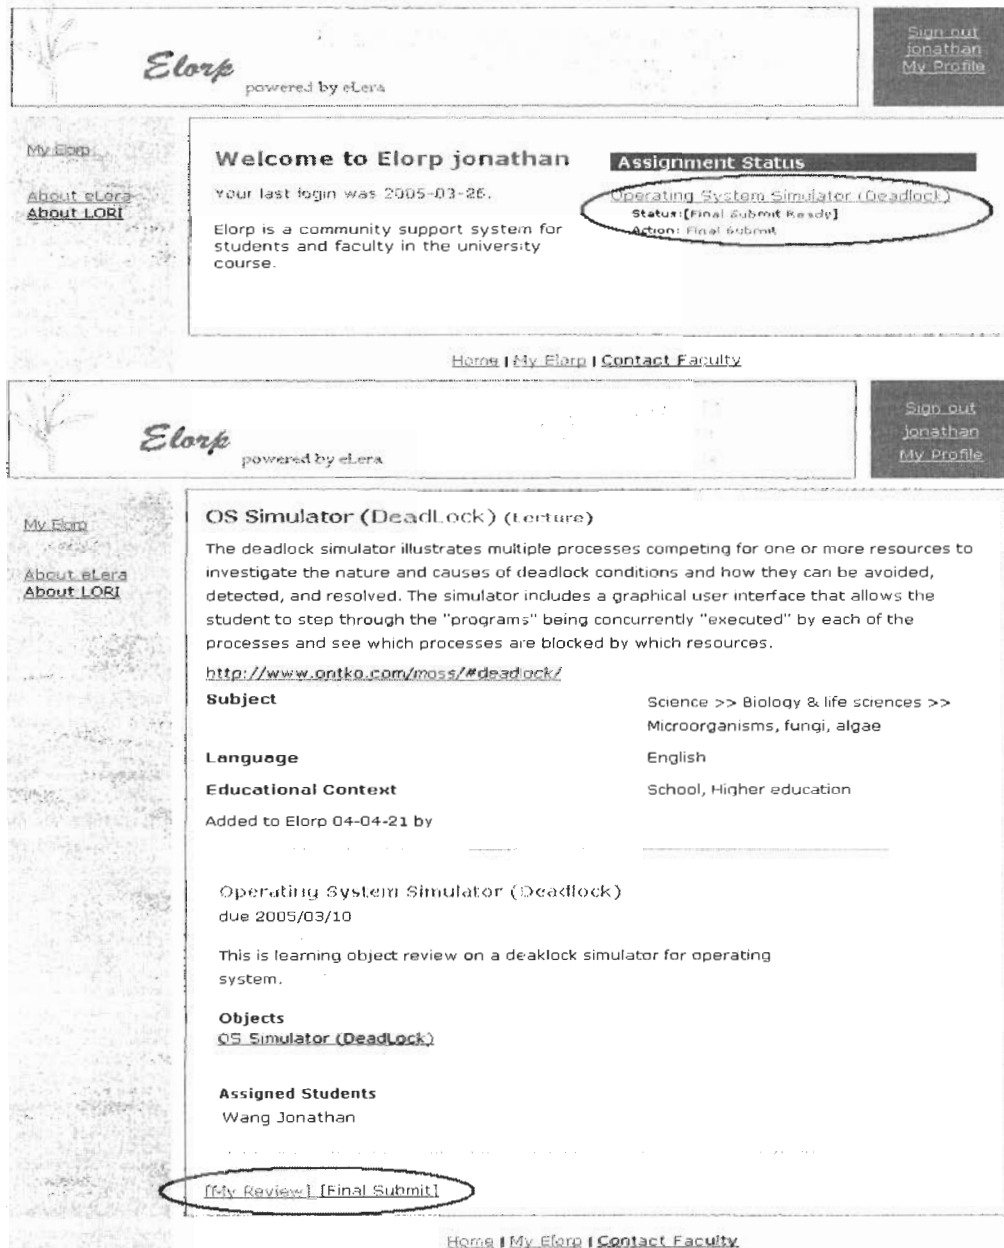 Elorp
powered by eLera
Sign out
jonathan
My Profile
My Elorp
About eLera
About LORI
Welcome to Elorp jonathan
Your last login was 2005-03-26.
Elorp is a community support system for
students and faculty in the university
course.
Assignment Status
Operating System Simulator (Deadlock)
Status:[Final Submit Ready]
Action: Final Submit
Home | My Elorp | Contact Faculty
Elorp
powered by eLera
Sign out
jonathan
My Profile
My Elorp
About eLera
About LORI
OS Simulator (DeadLock) (Lecture)
The deadlock simulator illustrates multiple processes competing for one or more resources to
investigate the nature and causes of deadlock conditions and how they can be avoided,
detected, and resolved. The simulator includes a graphical user interface that allows the
student to step through the "programs" being concurrently "executed" by each of the
processes and see which processes are blocked by which resources.
http://www.ontko.com/moss/#deadlock/
Subject Science >> Biology & life sciences >>
Microorganisms, fungi, algae
Language English
Educational Context School, Higher education
Added to Elorp 04-04-21 by
Operating System Simulator (Deadlock)
due 2005/03/10
This is learning object review on a deaklock simulator for operating
system.
Objects
OS Simulator (DeadLock)
Assigned Students
Wang Jonathan
[My Review] [Final Submit]
Home | My Elorp | Contact Faculty